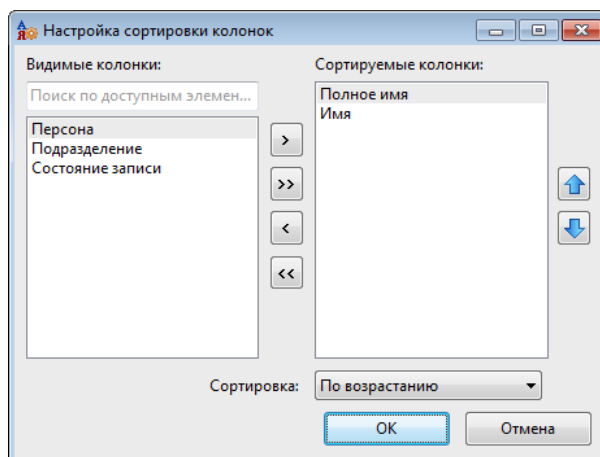 Настройка сортировки колонок
Видимые колонки:
Сортируемые колонки:
Поиск по доступным элемен...
Полное имя
Имя
Персона
Подразделение
Состояние записи
>
>>
<
<<
Сортировка:
По возрастанию
OK
Отмена